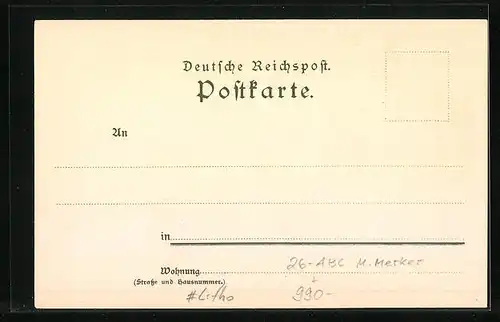 Deutſche Reichspoſt.
Poſtkarte.
An
in
26-ABC M. Merker
Wohnung
(Straße und Hausnummer.)
#Litho
990-